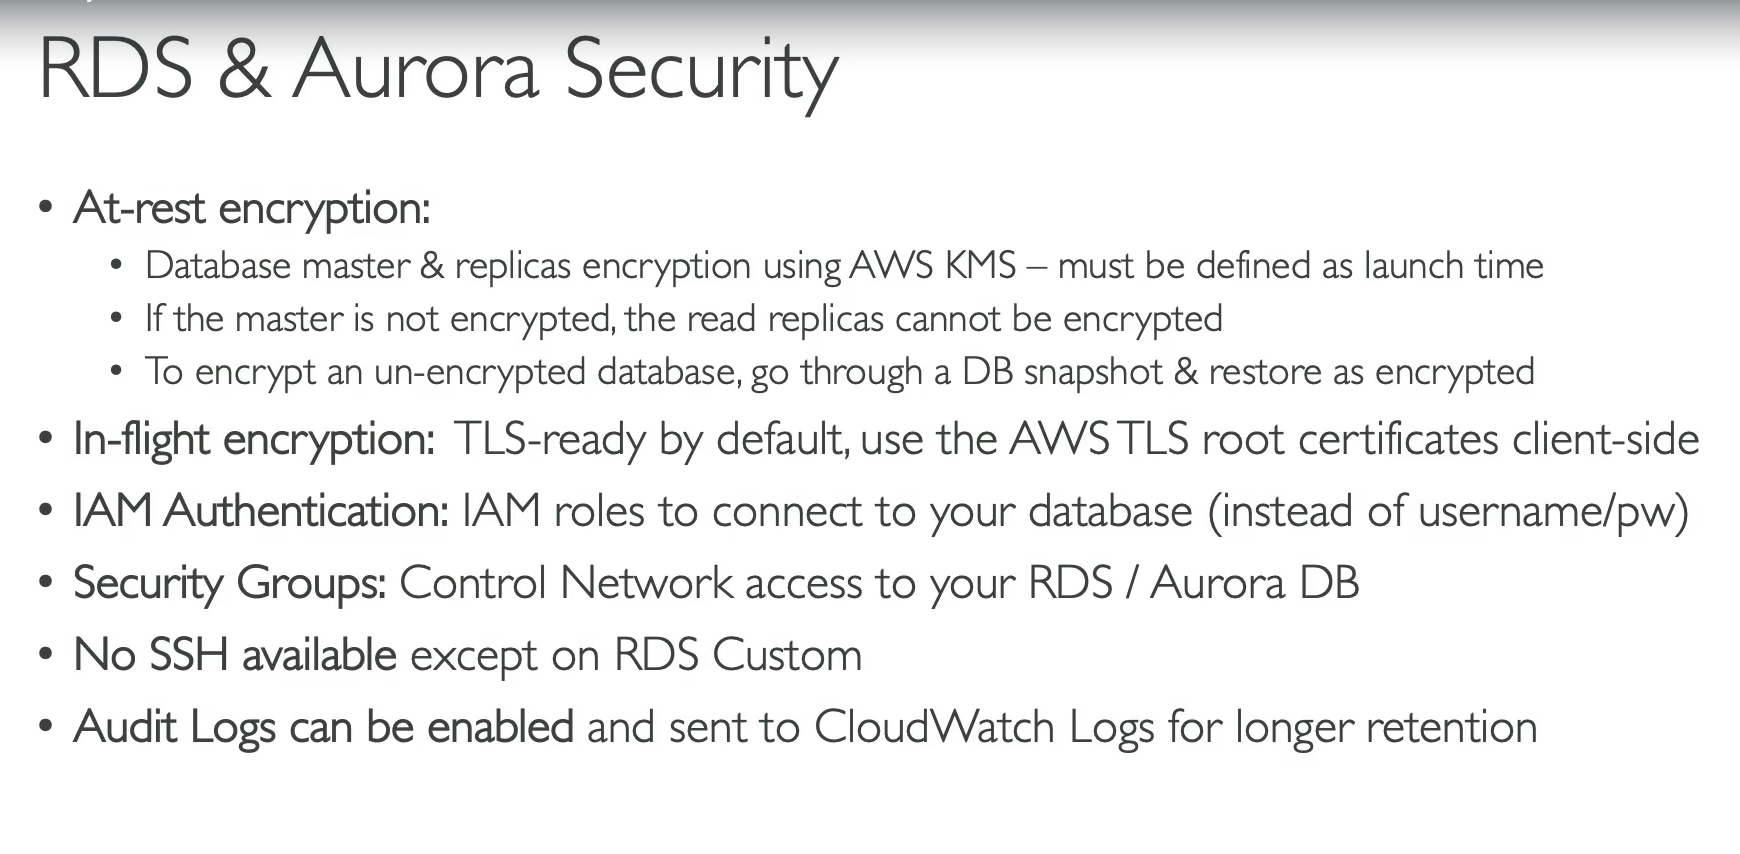 RDS & Aurora Security
• At-rest encryption:
• Database master & replicas encryption using AWS KMS – must be defined as launch time
• If the master is not encrypted, the read replicas cannot be encrypted
• To encrypt an un-encrypted database, go through a DB snapshot & restore as encrypted
• In-flight encryption: TLS-ready by default, use the AWS TLS root certificates client-side
• IAM Authentication: IAM roles to connect to your database (instead of username/pw)
• Security Groups: Control Network access to your RDS / Aurora DB
• No SSH available except on RDS Custom
• Audit Logs can be enabled and sent to CloudWatch Logs for longer retention